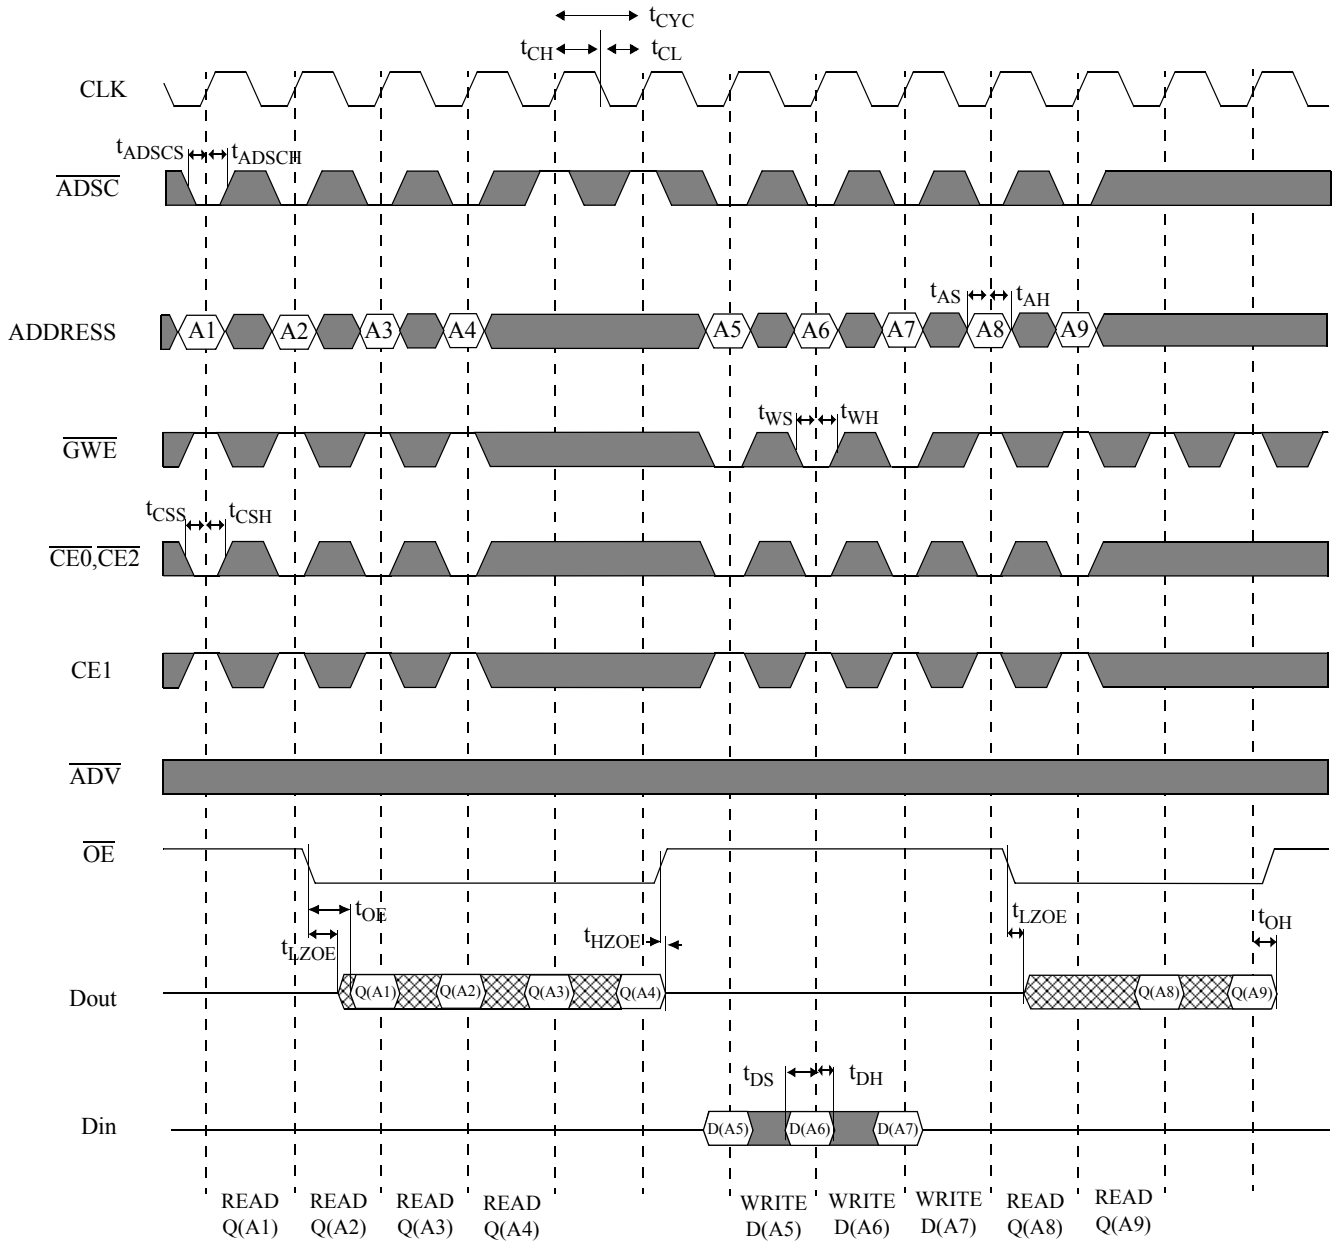 tCYC
tCH tCL
CLK
tADSCS tADSCH
ADSC
tAS tAH
ADDRESS A1 A2 A3 A4 A5 A6 A7 A8 A9
tWS tWH
GWE
tCSS tCSH
CE0,CE2
CE1
ADV
OE
tOE tLZOE tOH
tLZOE tHZOE
Dout Q(A1) Q(A2) Q(A3) Q(A4) Q(A8) Q(A9)
tDS tDH
Din D(A5) D(A6) D(A7)
READ READ READ READ WRITE WRITE WRITE READ READ
Q(A1) Q(A2) Q(A3) Q(A4) D(A5) D(A6) D(A7) Q(A8) Q(A9)